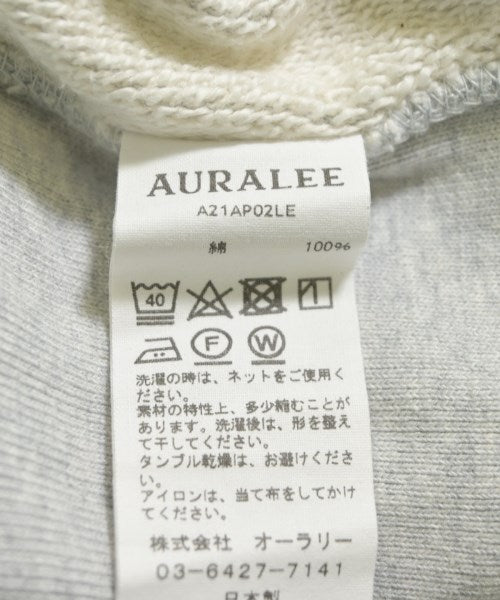 AURALEE
A21AP02LE
綿 100%
40
F W
洗濯の時は、ネットをご使用くだ
さい。
素材の特性上、多少縮むことが
あります。洗濯後は、形を整え
て干してください。
タンブル乾燥は、お避けくださ
い。
アイロンは、当て布をしてかけ
てください。
株式会社 オーラリー
03-6427-7141
日本製